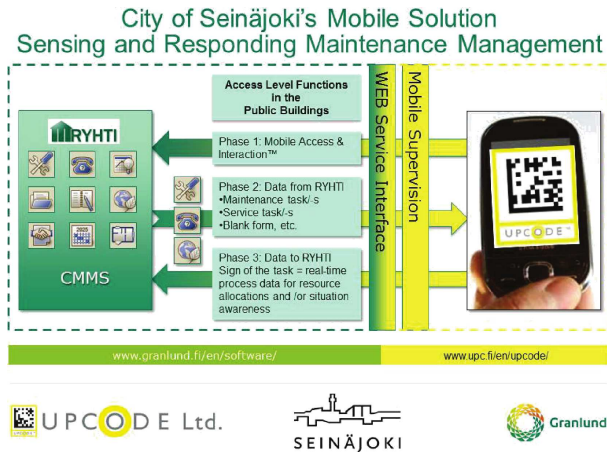 City of Seinäjoki's Mobile Solution
Sensing and Responding Maintenance Management
Access Level Functions
in the
Public Buildings
RYHTI
CMMS
Phase 1: Mobile Access &
Interaction™
Phase 2: Data from RYHTI
•Maintenance task/-s
•Service task/-s
•Blank form, etc.
Phase 3: Data to RYHTI
Sign of the task = real-time
process data for resource
allocations and /or situation
awareness
WEB Service Interface
Mobile Supervision
UPCODE™
www.granlund.fi/en/software/
www.upc.fi/en/upcode/
UPCODE Ltd.
SEINÄJOKI
Granlund